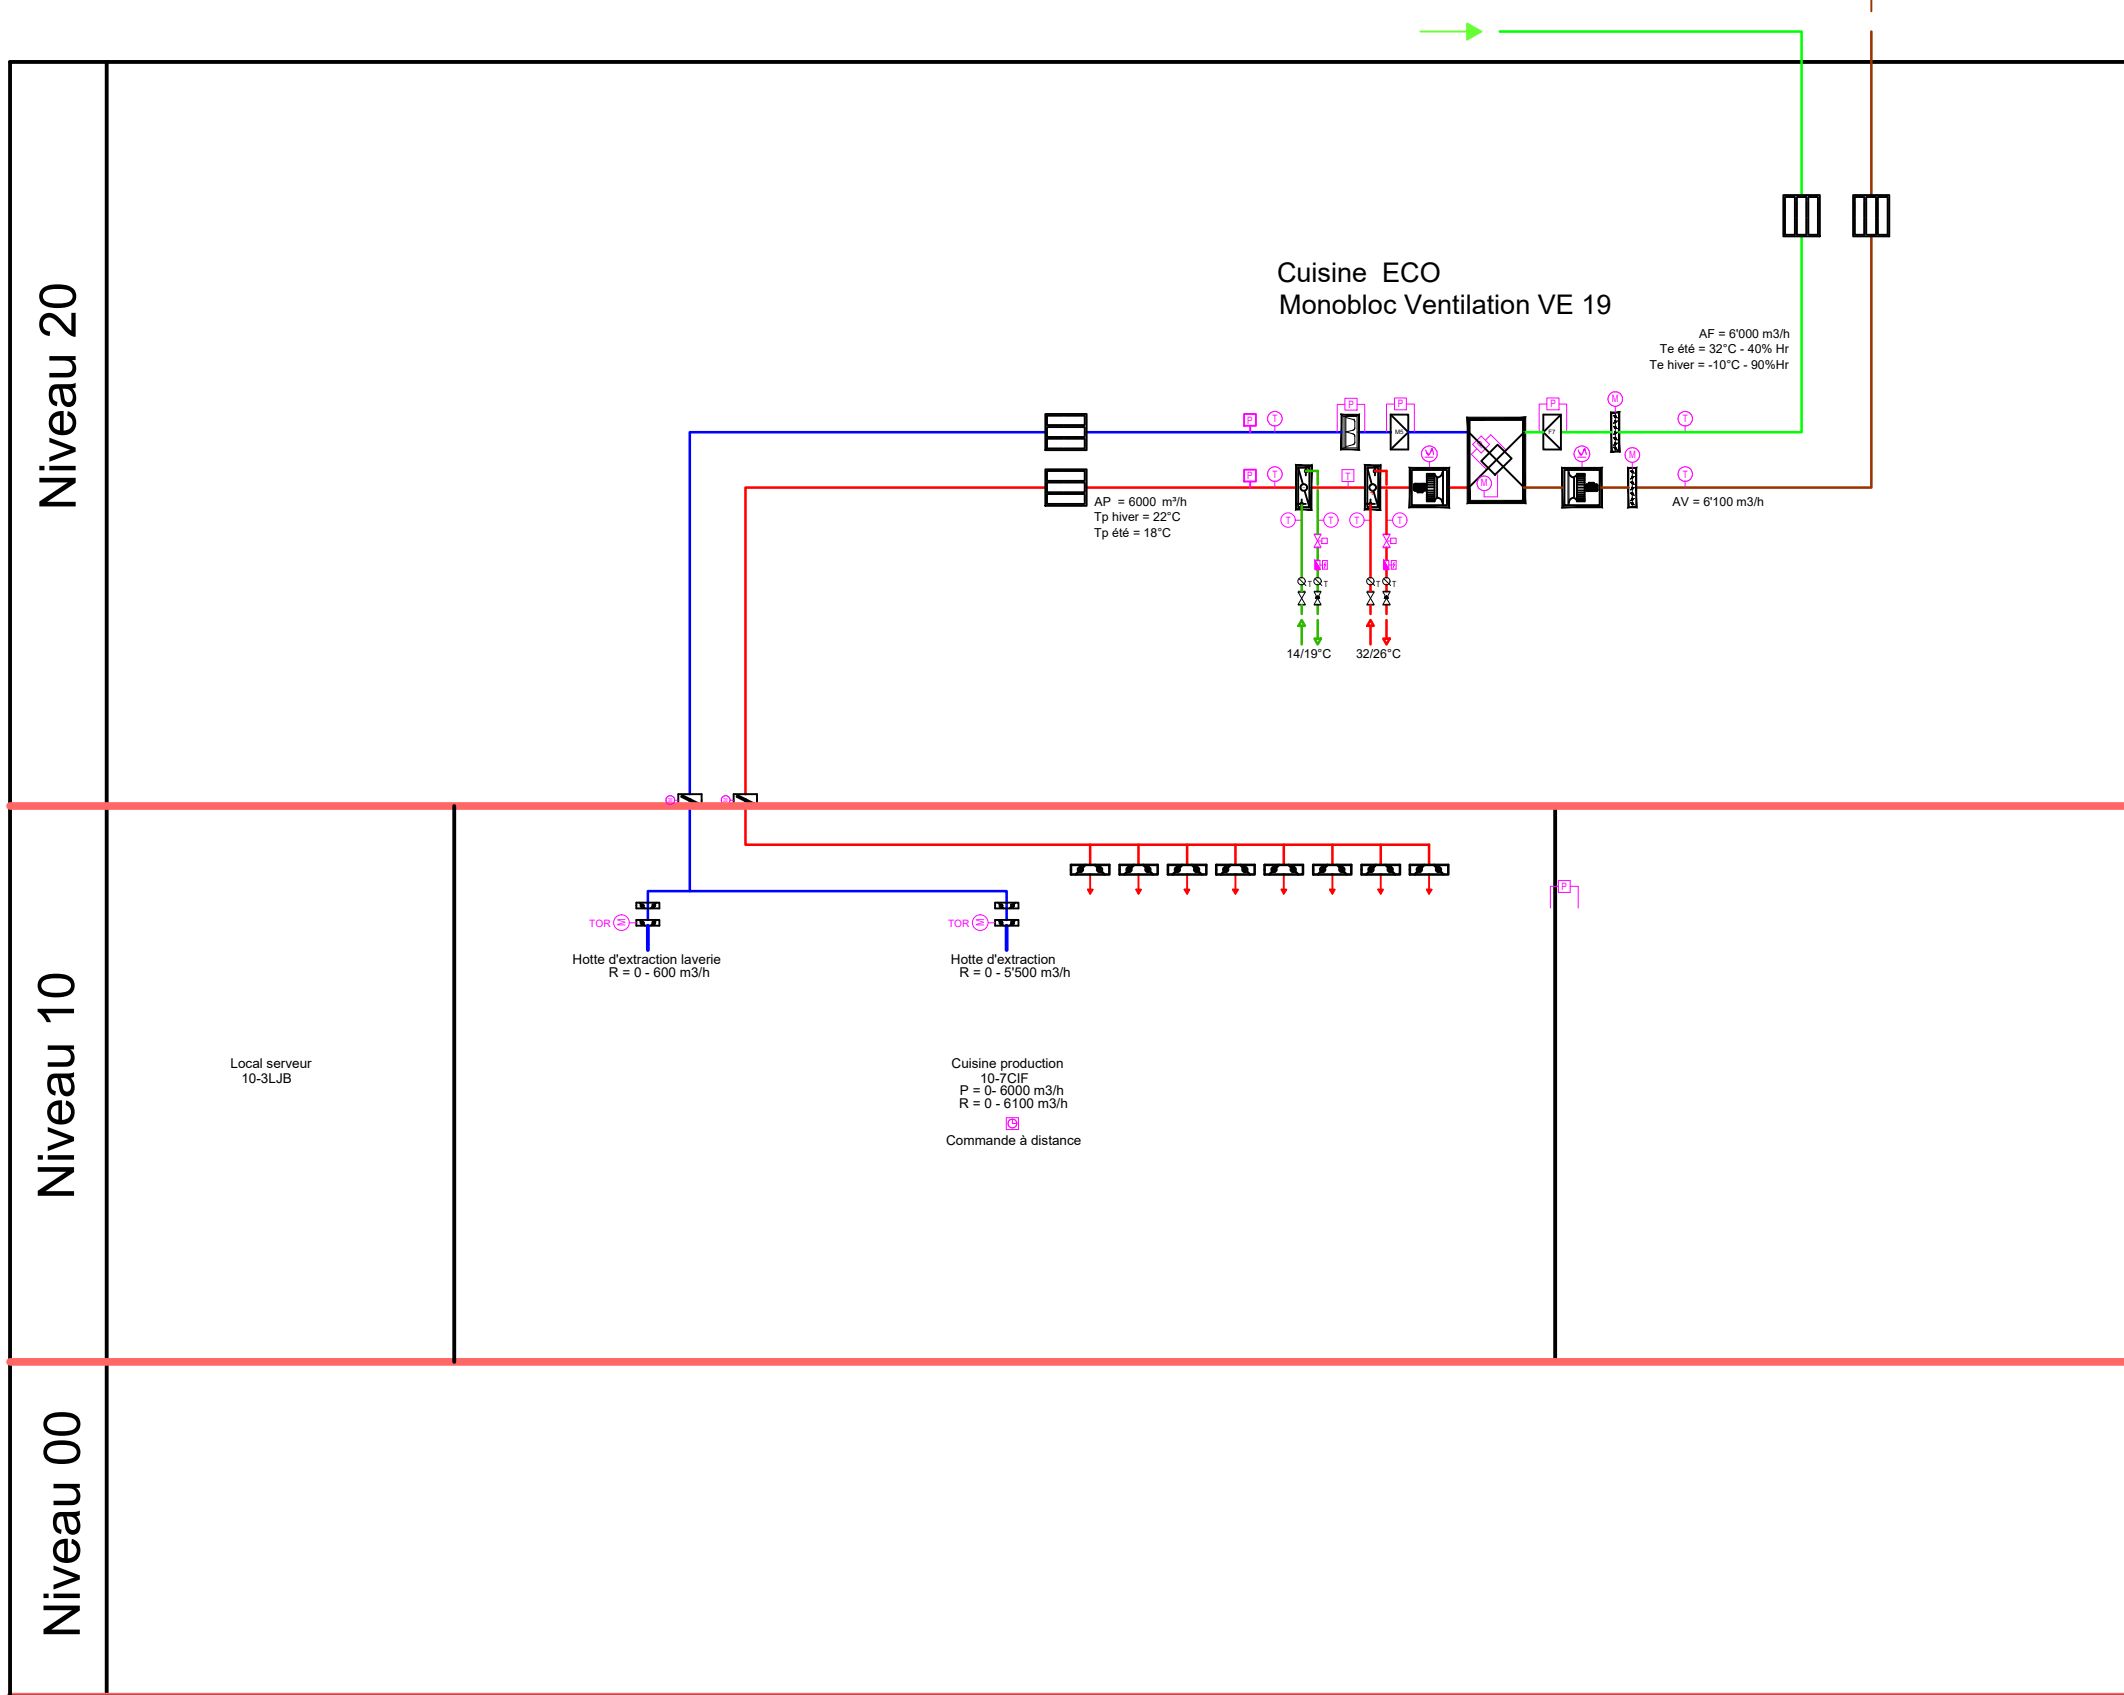 Niveau 20
Cuisine ECO
Monobloc Ventilation VE 19
AF = 6'000 m3/h
Te été = 32°C - 40% Hr
Te hiver = -10°C - 90%Hr
P
P
P
M
P
T
M5
F7
T
M
P
T
T
M
T
AP = 6000 m³/h
Tp hiver = 22°C
Tp été = 18°C
AV = 6'100 m3/h
T
T
T
T
T
T
T
T
14/19°C
32/26°C
Niveau 10
P
TOR M
TOR M
Hotte d'extraction laverie
R = 0 - 600 m3/h
Hotte d'extraction
R = 0 - 5'500 m3/h
Local serveur
10-3LJB
Cuisine production
10-7CIF
P = 0- 6000 m3/h
R = 0 - 6100 m3/h
Commande à distance
Niveau 00